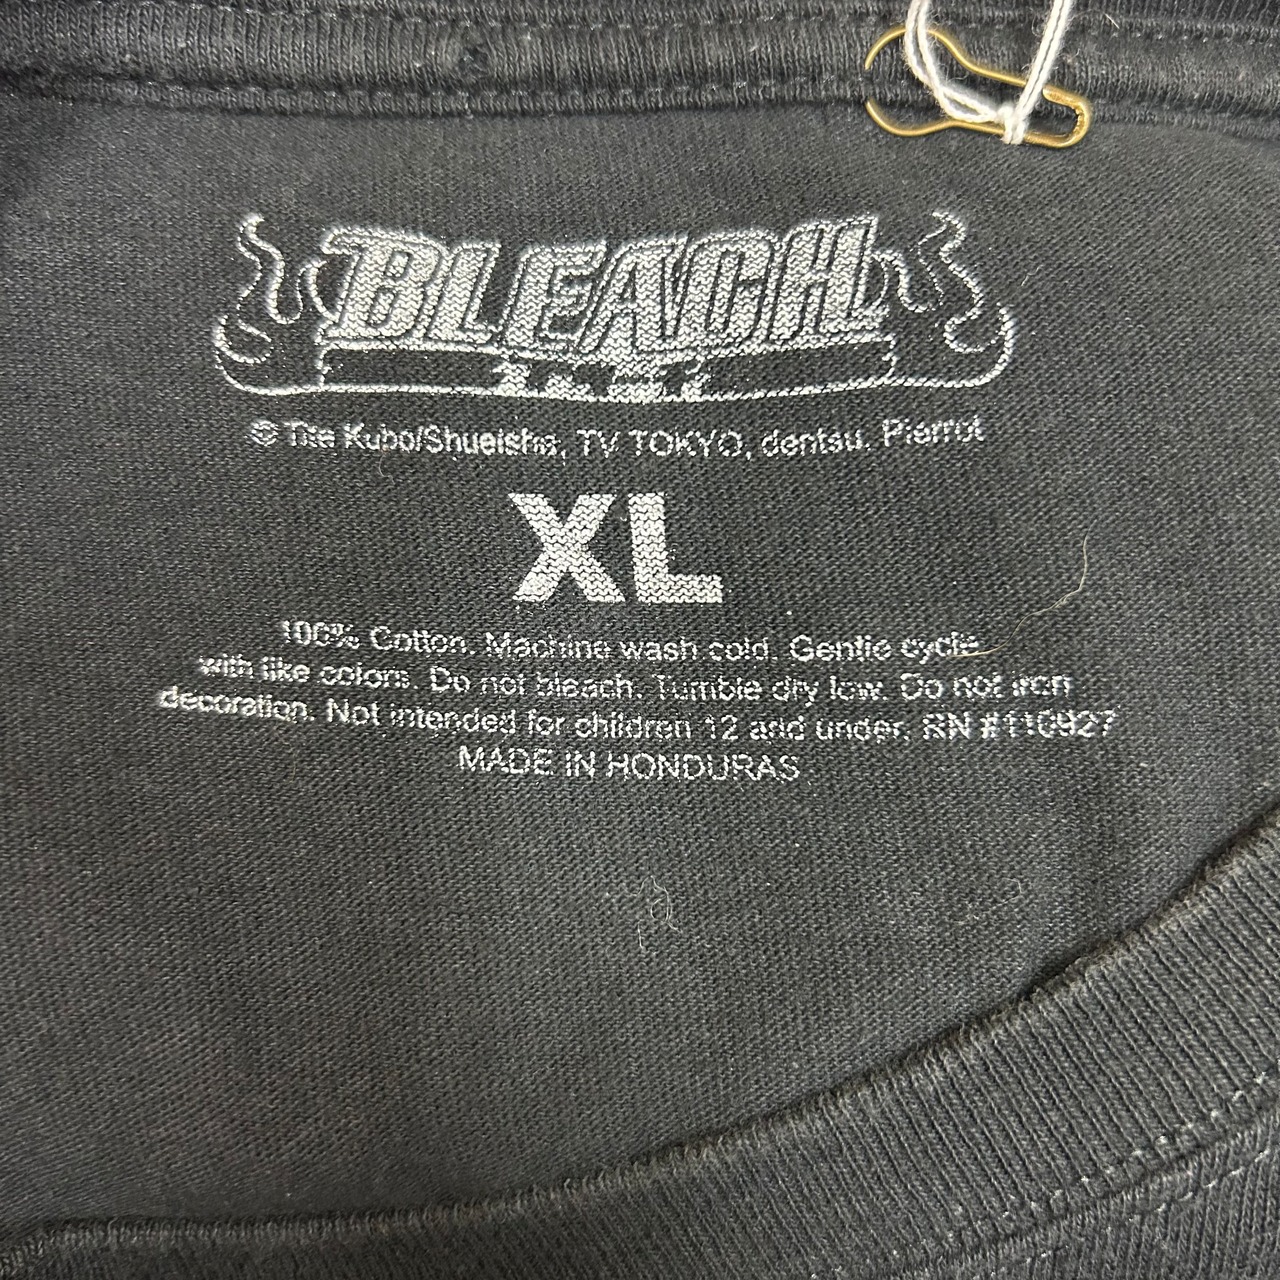 BLEACH
© Tite Kubo/Shueisha, TV TOKYO, dentsu, Pierrot
XL
100% Cotton. Machine wash cold. Gentle cycle
with like colors. Do not bleach. Tumble dry low. Do not iron
decoration. Not intended for children 12 and under. RN #110927
MADE IN HONDURAS